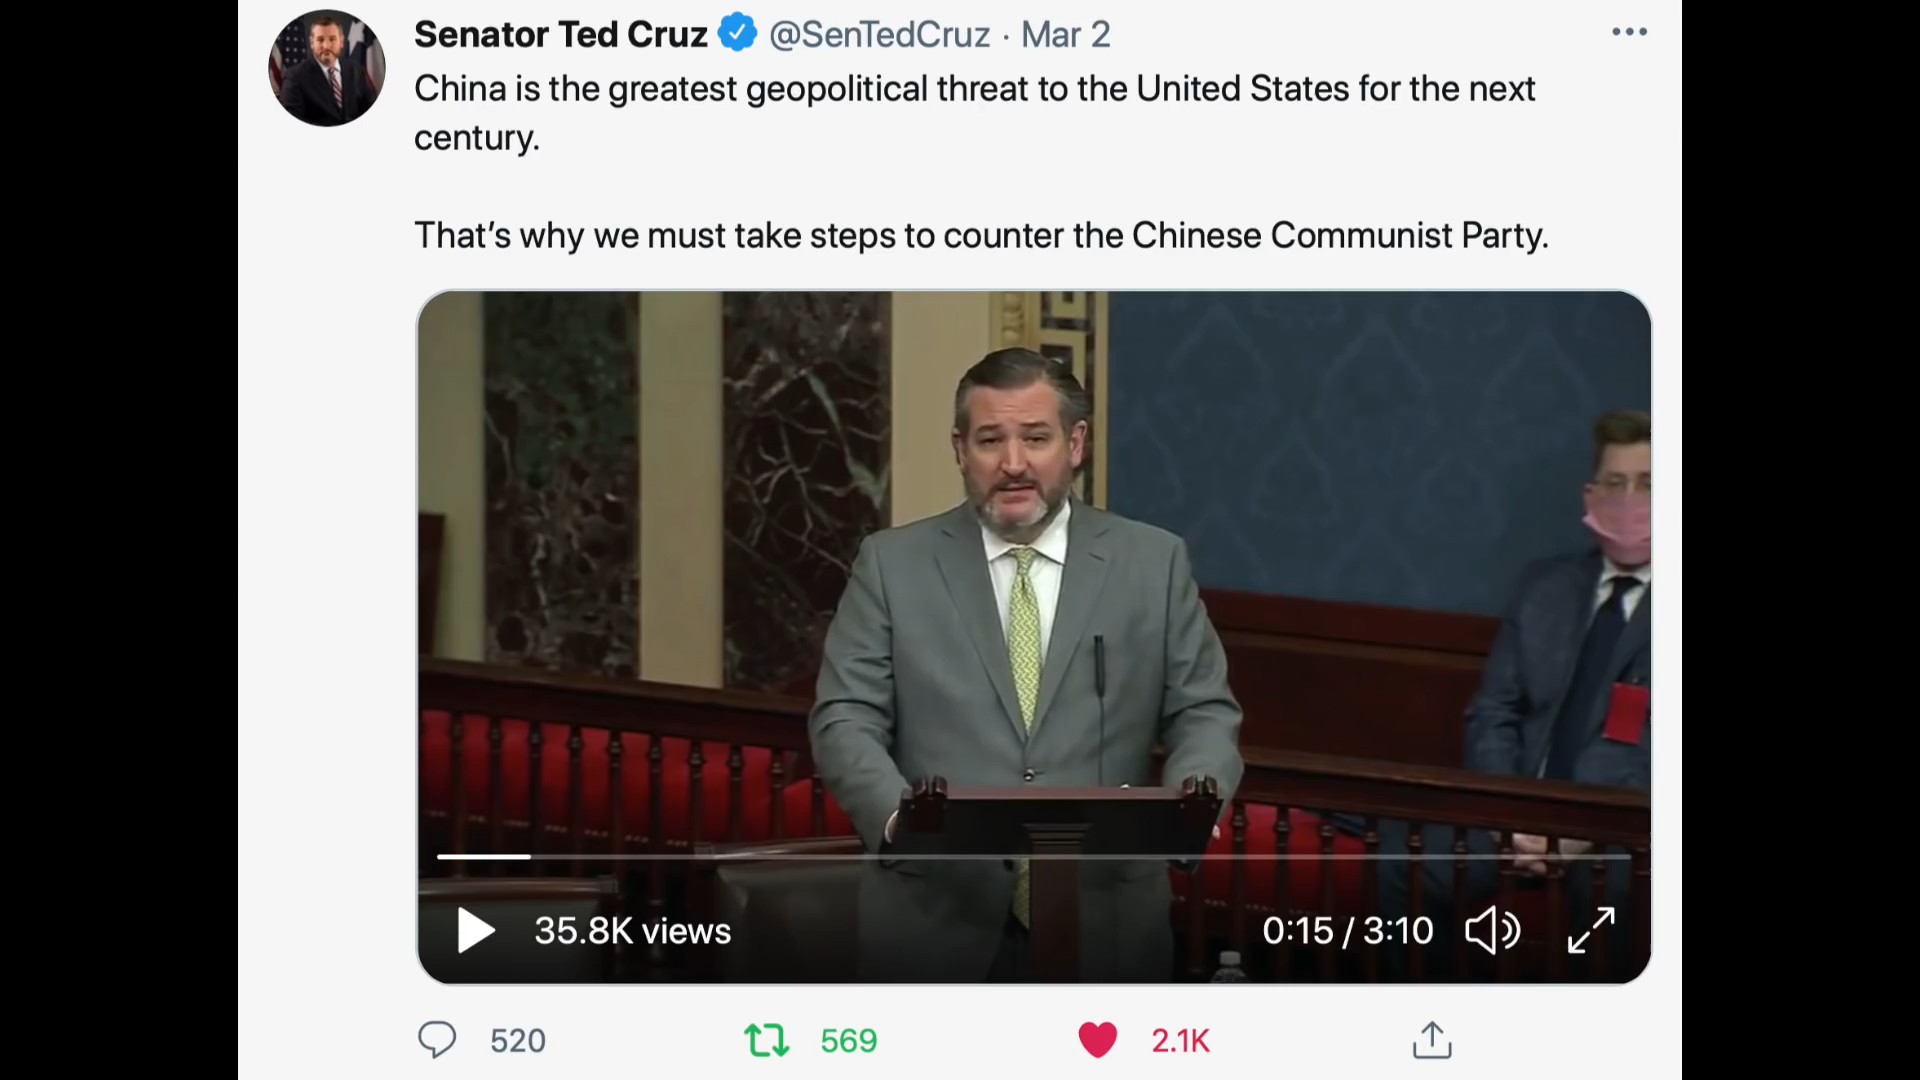 Senator Ted Cruz @SenTedCruz · Mar 2
China is the greatest geopolitical threat to the United States for the next
century.
That's why we must take steps to counter the Chinese Communist Party.
35.8K views 0:15 / 3:10
520 569 2.1K